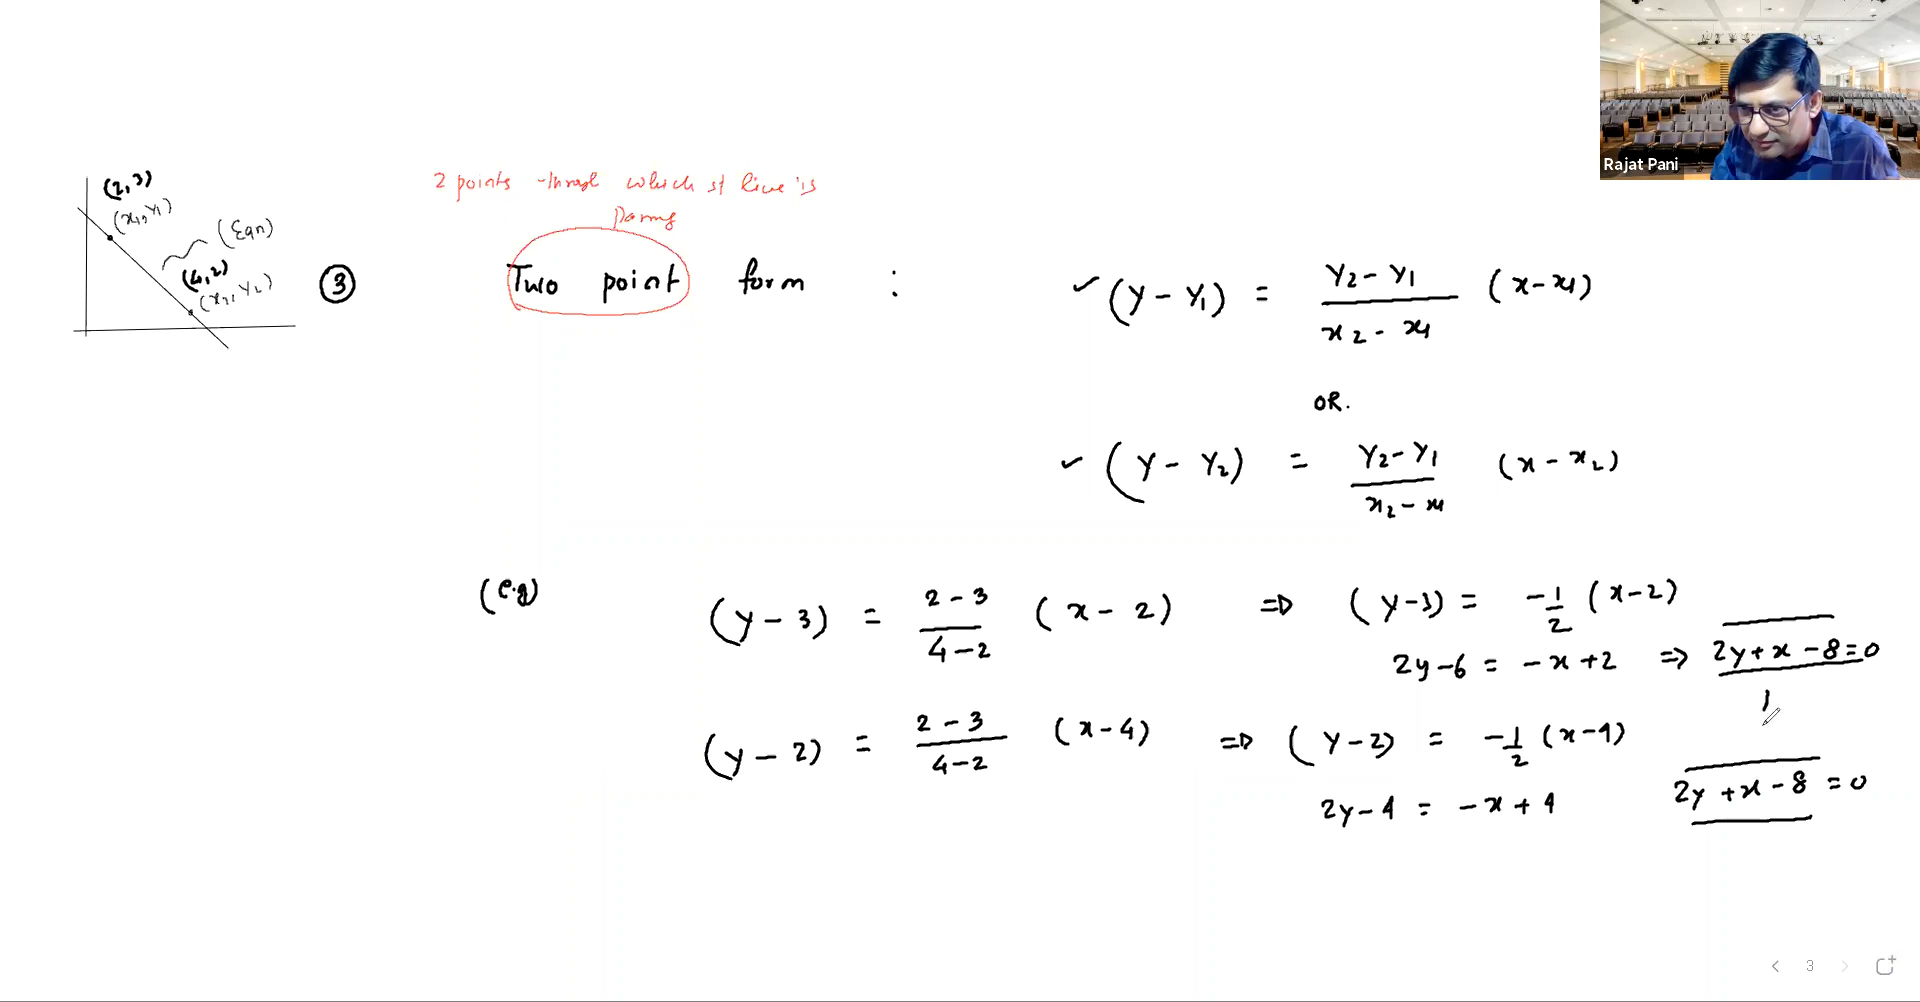 Rajat Pani
(2,3)
(x₁,Y₁)
(Eqn)
(4,2)
(x₂, Y₂)
2 points which st line is
③ Two point form : ✓ (Y - Y₁) = Y₂-Y₁ / x₂ - x₁ (x - x₁)
OR.
✓ (Y - Y₂) = Y₂-Y₁ / x₂ - x₁ (x - x₂)
(e.g)
(y - 3) = 2 - 3 / 4 - 2 (x - 2) ⇒ (y-3) = -1/2 (x-2)
2y-6 = -x+2 ⇒ 2y+x-8=0
(y - 2) = 2 - 3 / 4-2 (x-4) ⇒ (Y-2) = -1/2 (x-4)
2y-4 = -x+4 2y+x-8=0
3